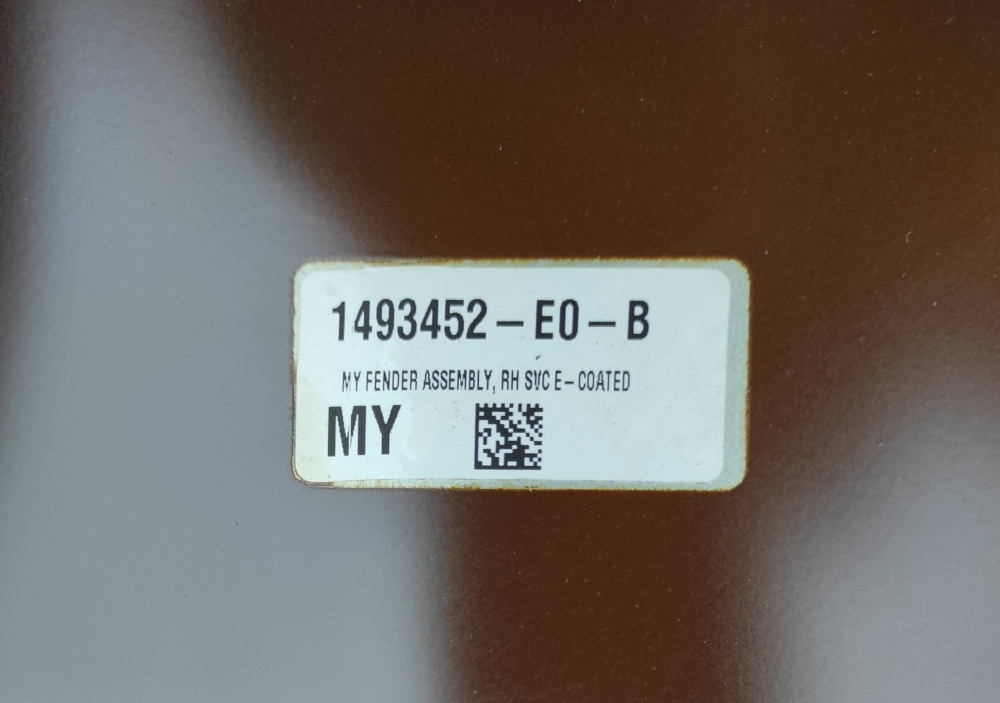 1493452-E0-B
MY FENDER ASSEMBLY, RH SVC E-COATED
MY